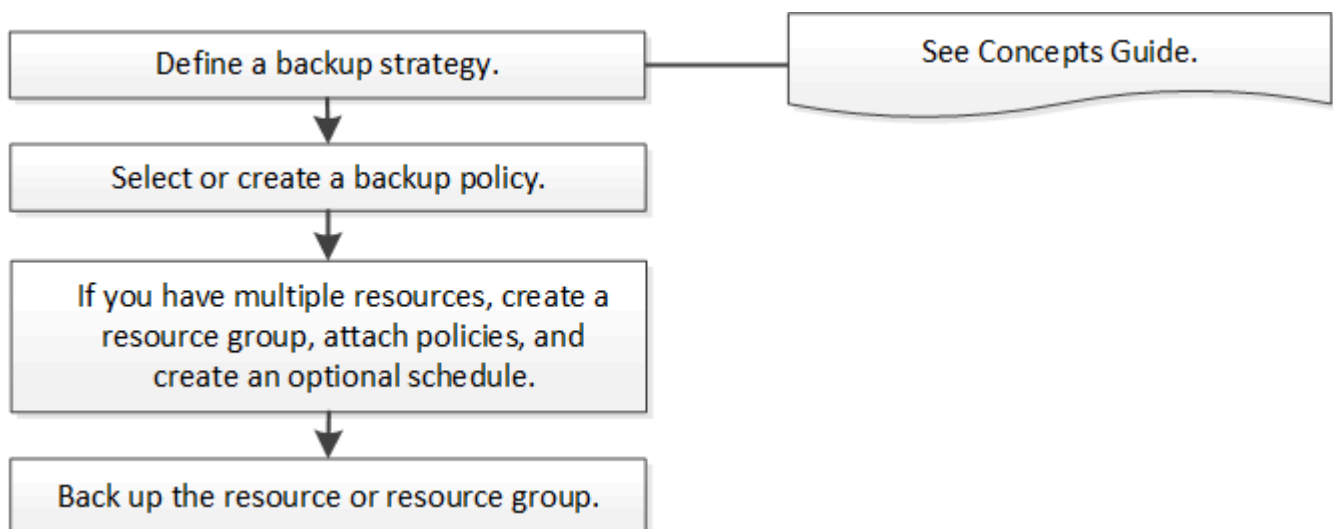 Define a backup strategy.
See Concepts Guide.
Select or create a backup policy.
If you have multiple resources, create a
resource group, attach policies, and
create an optional schedule.
Back up the resource or resource group.